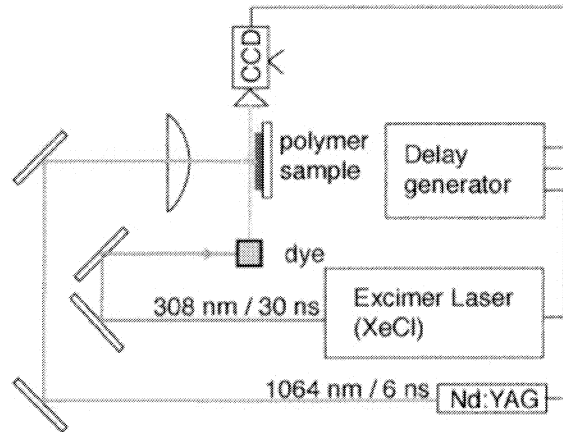 CCD
polymer
sample
Delay
generator
dye
308 nm / 30 ns
Excimer Laser
(XeCl)
1064 nm / 6 ns
Nd:YAG